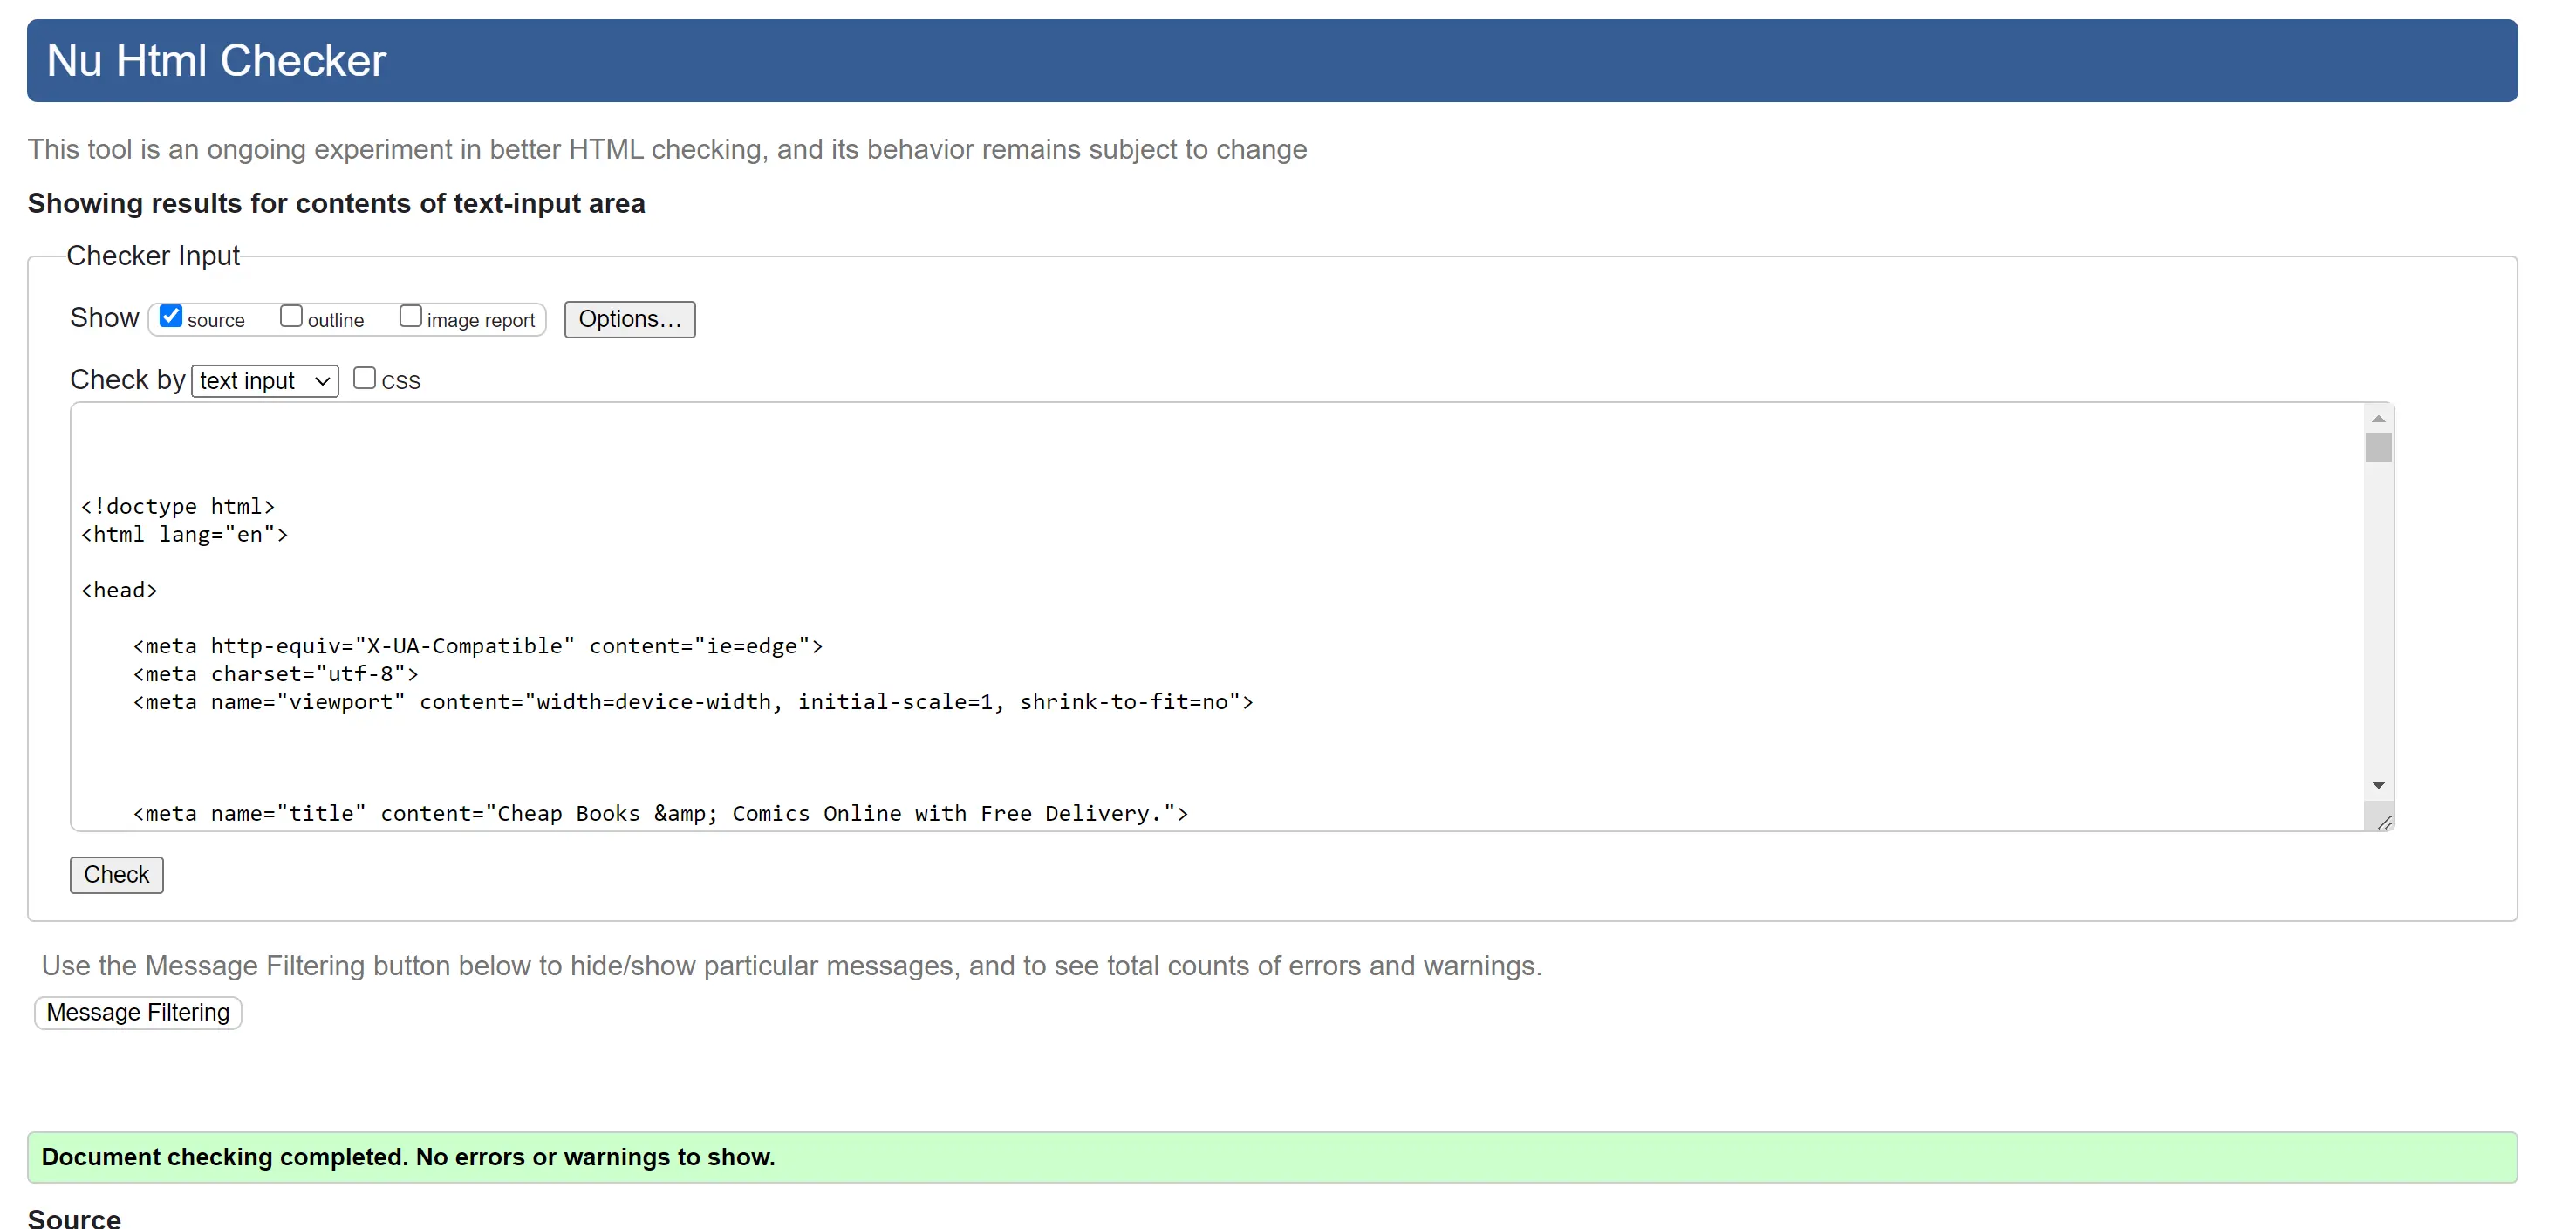 Nu Html Checker
This tool is an ongoing experiment in better HTML checking, and its behavior remains subject to change
Showing results for contents of text-input area
Checker Input
Show source outline image report Options...
Check by text input CSS
<!doctype html>
<html lang="en">
<head>
<meta http-equiv="X-UA-Compatible" content="ie=edge">
<meta charset="utf-8">
<meta name="viewport" content="width=device-width, initial-scale=1, shrink-to-fit=no">
<meta name="title" content="Cheap Books &amp; Comics Online with Free Delivery.">
Check
Use the Message Filtering button below to hide/show particular messages, and to see total counts of errors and warnings.
Message Filtering
Document checking completed. No errors or warnings to show.
Source